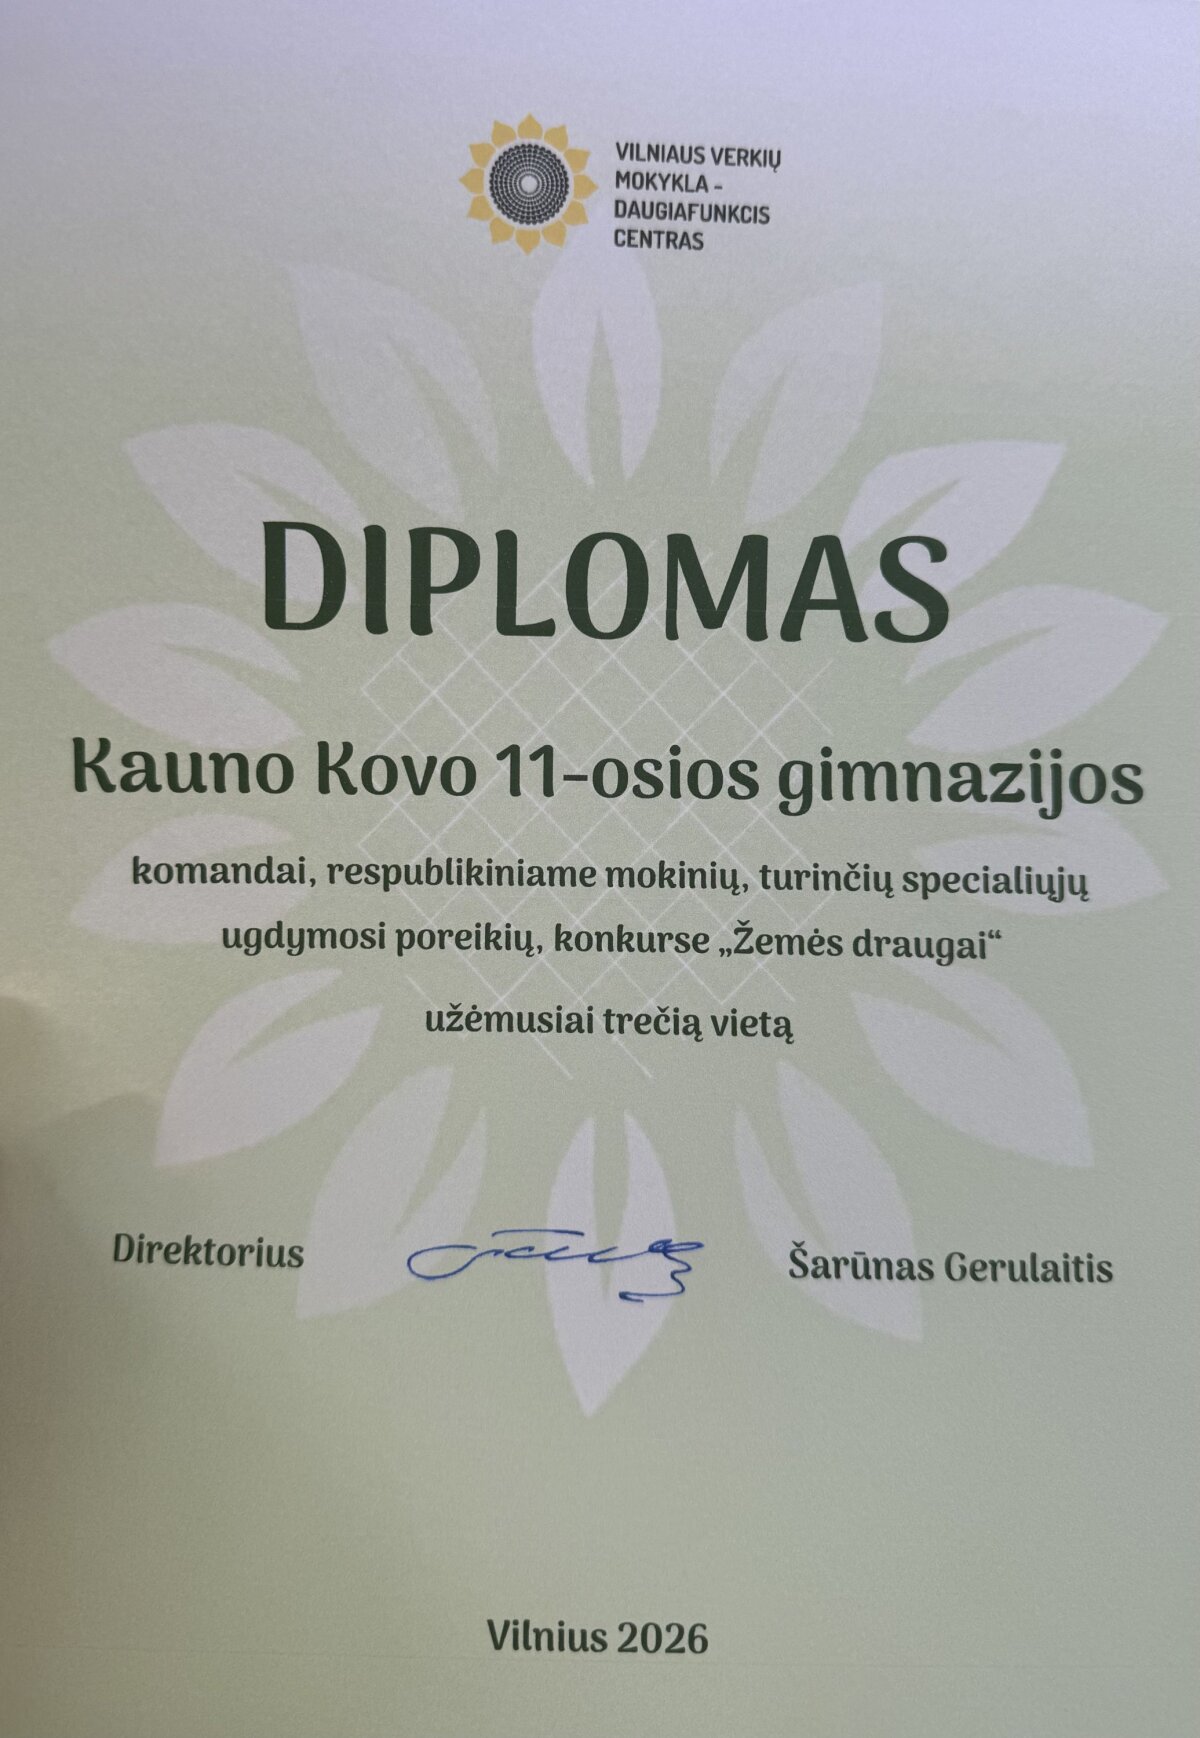 VILNIAUS VERKIŲ
MOKYKLA -
DAUGIAFUNKCIS
CENTRAS
DIPLOMAS
Kauno Kovo 11-osios gimnazijos
komandai, respublikiniame mokinių, turinčių specialiųjų
ugdymosi poreikių, konkurse „Žemės draugai“
užėmusiai trečią vietą
Direktorius Šarūnas Gerulaitis
Vilnius 2026